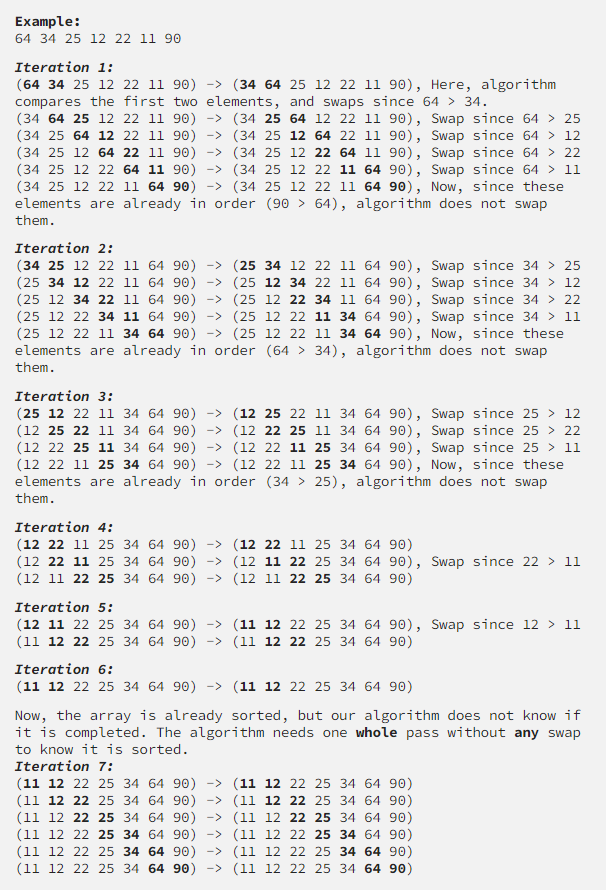 Example:
64 34 25 12 22 11 90
Iteration 1:
(64 34 25 12 22 11 90) -> (34 64 25 12 22 11 90), Here, algorithm
compares the first two elements, and swaps since 64 > 34.
(34 64 25 12 22 11 90) -> (34 25 64 12 22 11 90), Swap since 64 > 25
(34 25 64 12 22 11 90) -> (34 25 12 64 22 11 90), Swap since 64 > 12
(34 25 12 64 22 11 90) -> (34 25 12 22 64 11 90), Swap since 64 > 22
(34 25 12 22 64 11 90) -> (34 25 12 22 11 64 90), Swap since 64 > 11
(34 25 12 22 11 64 90) -> (34 25 12 22 11 64 90), Now, since these
elements are already in order (90 > 64), algorithm does not swap
them.
Iteration 2:
(34 25 12 22 11 64 90) -> (25 34 12 22 11 64 90), Swap since 34 > 25
(25 34 12 22 11 64 90) -> (25 12 34 22 11 64 90), Swap since 34 > 12
(25 12 34 22 11 64 90) -> (25 12 22 34 11 64 90), Swap since 34 > 22
(25 12 22 34 11 64 90) -> (25 12 22 11 34 64 90), Swap since 34 > 11
(25 12 22 11 34 64 90) -> (25 12 22 11 34 64 90), Now, since these
elements are already in order (64 > 34), algorithm does not swap
them.
Iteration 3:
(25 12 22 11 34 64 90) -> (12 25 22 11 34 64 90), Swap since 25 > 12
(12 25 22 11 34 64 90) -> (12 22 25 11 34 64 90), Swap since 25 > 22
(12 22 25 11 34 64 90) -> (12 22 11 25 34 64 90), Swap since 25 > 11
(12 22 11 25 34 64 90) -> (12 22 11 25 34 64 90), Now, since these
elements are already in order (34 > 25), algorithm does not swap
them.
Iteration 4:
(12 22 11 25 34 64 90) -> (12 22 11 25 34 64 90)
(12 22 11 25 34 64 90) -> (12 11 22 25 34 64 90), Swap since 22 > 11
(12 11 22 25 34 64 90) -> (12 11 22 25 34 64 90)
Iteration 5:
(12 11 22 25 34 64 90) -> (11 12 22 25 34 64 90), Swap since 12 > 11
(11 12 22 25 34 64 90) -> (11 12 22 25 34 64 90)
Iteration 6:
(11 12 22 25 34 64 90) -> (11 12 22 25 34 64 90)
Now, the array is already sorted, but our algorithm does not know if
it is completed. The algorithm needs one whole pass without any swap
to know it is sorted.
Iteration 7:
(11 12 22 25 34 64 90) -> (11 12 22 25 34 64 90)
(11 12 22 25 34 64 90) -> (11 12 22 25 34 64 90)
(11 12 22 25 34 64 90) -> (11 12 22 25 34 64 90)
(11 12 22 25 34 64 90) -> (11 12 22 25 34 64 90)
(11 12 22 25 34 64 90) -> (11 12 22 25 34 64 90)
(11 12 22 25 34 64 90) -> (11 12 22 25 34 64 90)